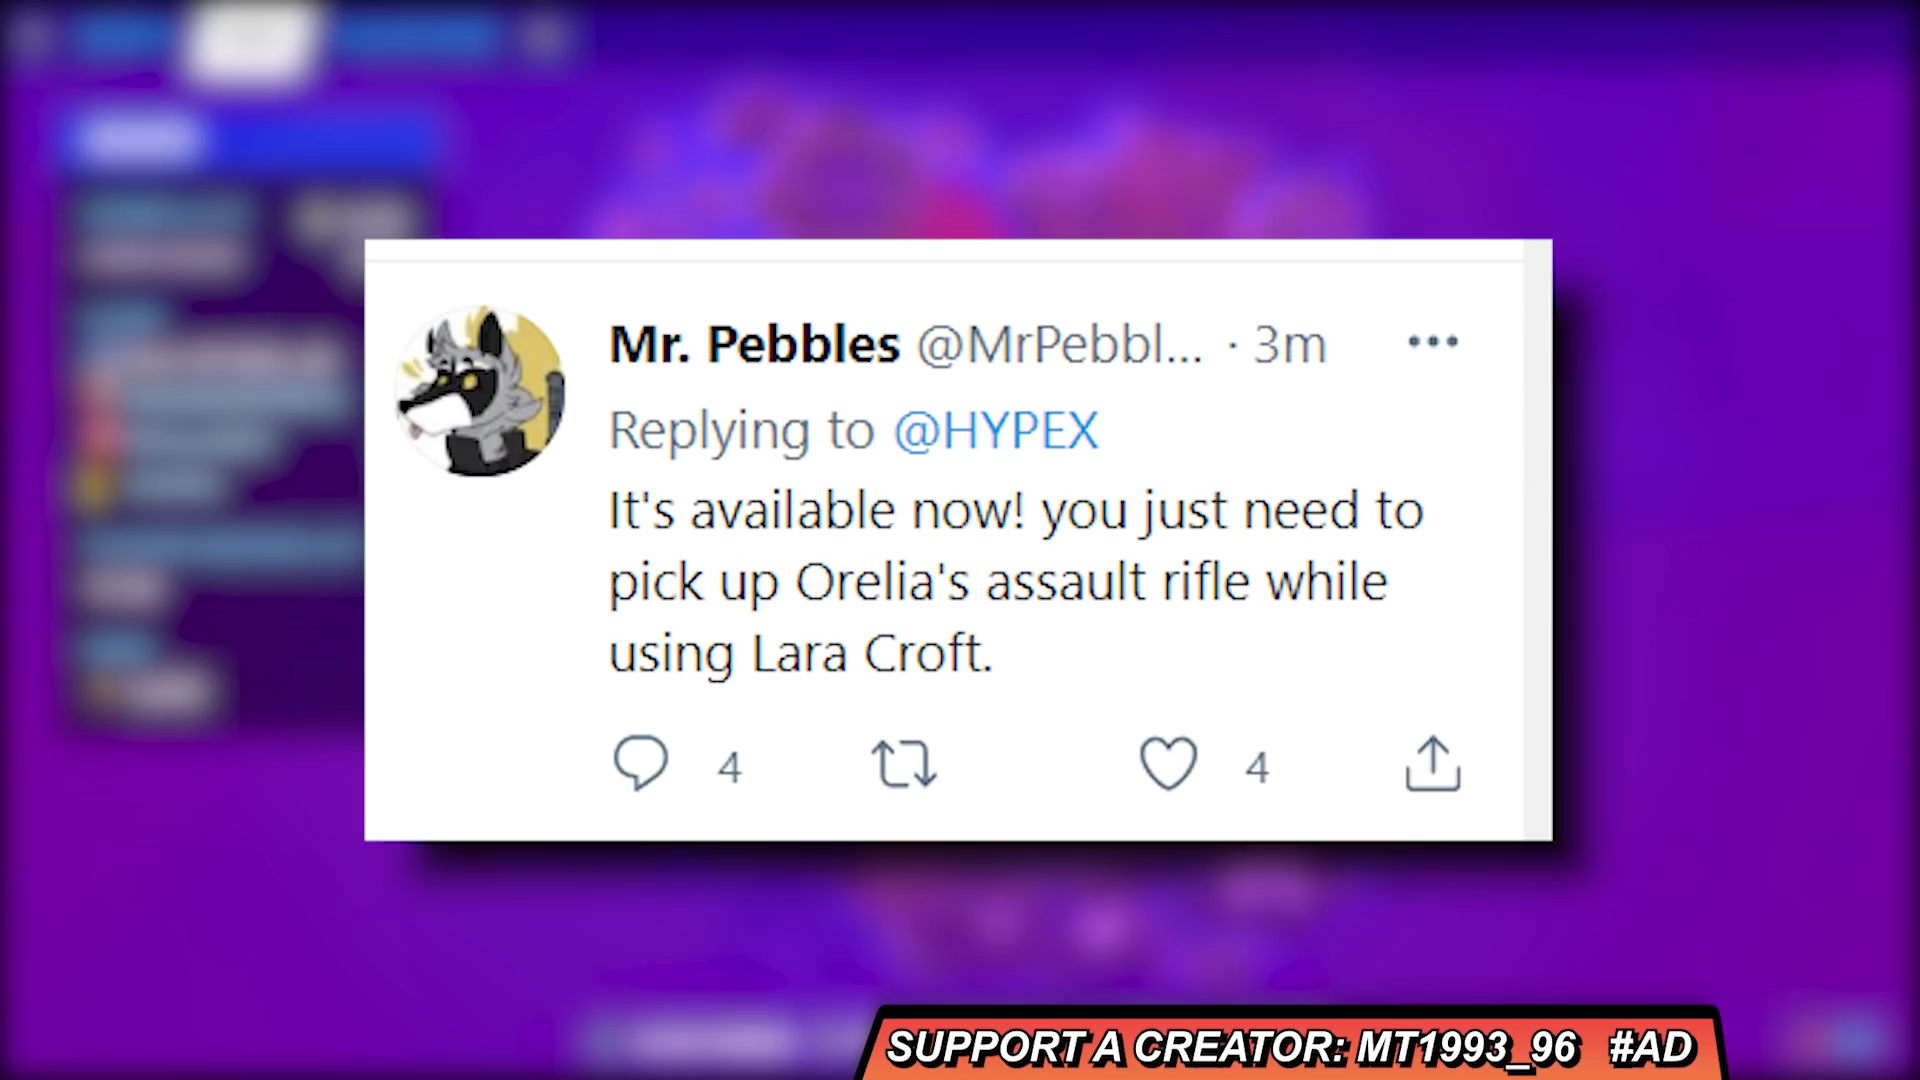 Mr. Pebbles @MrPebbl... · 3m
Replying to @HYPEX
It's available now! you just need to
pick up Orelia's assault rifle while
using Lara Croft.
4 4
SUPPORT A CREATOR: MT1993_96 #AD